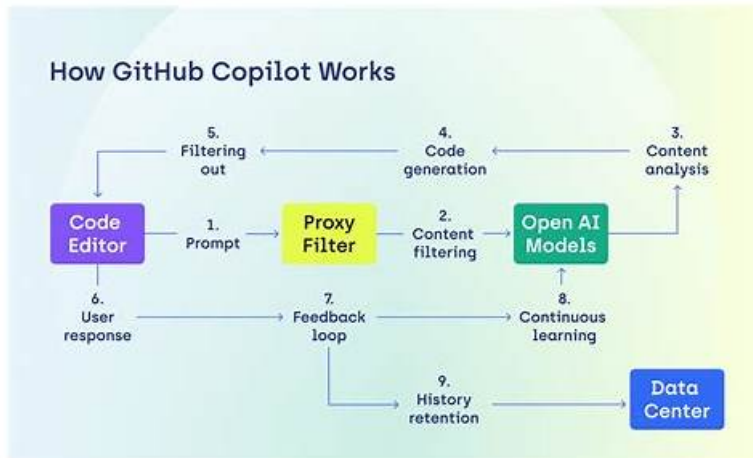 How GitHub Copilot Works
5.
Filtering
out
4.
Code
generation
3.
Content
analysis
Code
Editor
1.
Prompt
Proxy
Filter
2.
Content
filtering
Open AI
Models
6.
User
response
7.
Feedback
loop
8.
Continuous
learning
9.
History
retention
Data
Center